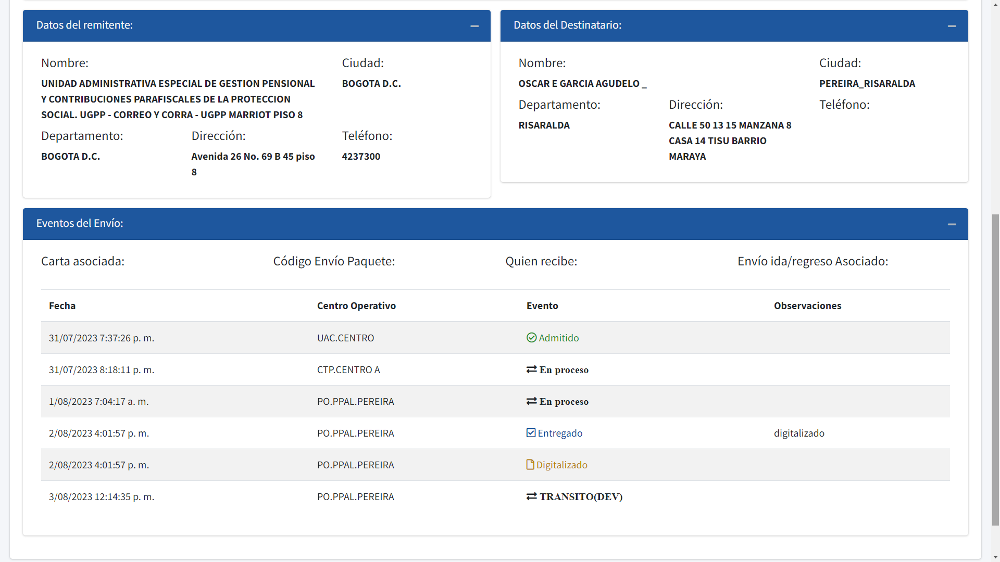 Datos del remitente:
Nombre:
Ciudad:
UNIDAD ADMINISTRATIVA ESPECIAL DE GESTION PENSIONAL
Y CONTRIBUCIONES PARAFISCALES DE LA PROTECCION
SOCIAL. UGPP - CORREO Y CORRA - UGPP MARRIOT PISO 8
BOGOTA D.C.
Departamento:
Dirección:
Teléfono:
BOGOTA D.C.
Avenida 26 No. 69 B 45 piso
8
4237300
Datos del Destinatario:
Nombre:
Ciudad:
OSCAR E GARCIA AGUDELO _
PEREIRA_RISARALDA
Departamento:
Dirección:
Teléfono:
RISARALDA
CALLE 50 13 15 MANZANA 8
CASA 14 TISU BARRIO
MARAYA
Eventos del Envío:
Carta asociada:
Código Envío Paquete:
Quien recibe:
Envío ida/regreso Asociado:
Fecha Centro Operativo Evento Observaciones
31/07/2023 7:37:26 p. m. UAC.CENTRO Admitido
31/07/2023 8:18:11 p. m. CTP.CENTRO A En proceso
1/08/2023 7:04:17 a. m. PO.PPAL.PEREIRA En proceso
2/08/2023 4:01:57 p. m. PO.PPAL.PEREIRA Entregado digitalizado
2/08/2023 4:01:57 p. m. PO.PPAL.PEREIRA Digitalizado
3/08/2023 12:14:35 p. m. PO.PPAL.PEREIRA TRANSITO(DEV)